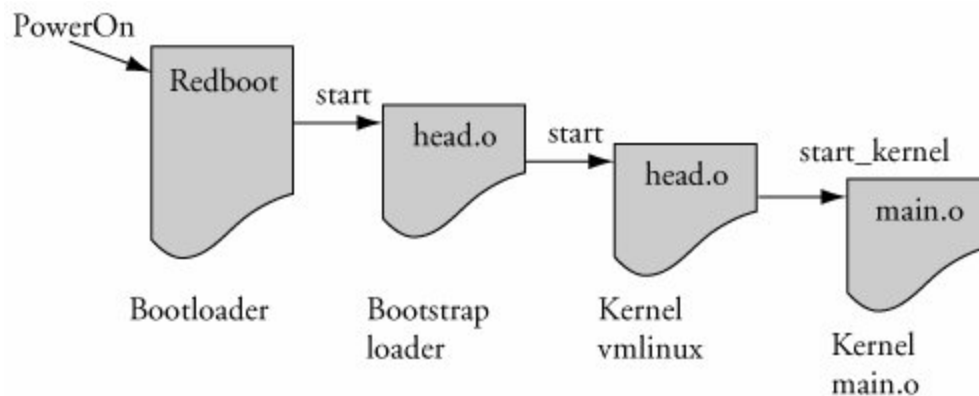 PowerOn
Redboot
start
head.o
start
head.o
start_kernel
main.o
Bootloader
Bootstrap
loader
Kernel
vmlinux
Kernel
main.o